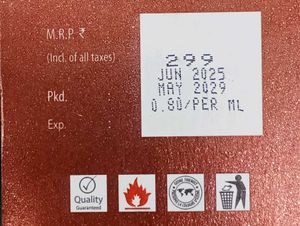 M.R.P. ₹
299
(Incl. of all taxes)
JUN 2025
Pkd.
MAY 2029
0.80/PER ML
Exp.
Quality
Guaranteed